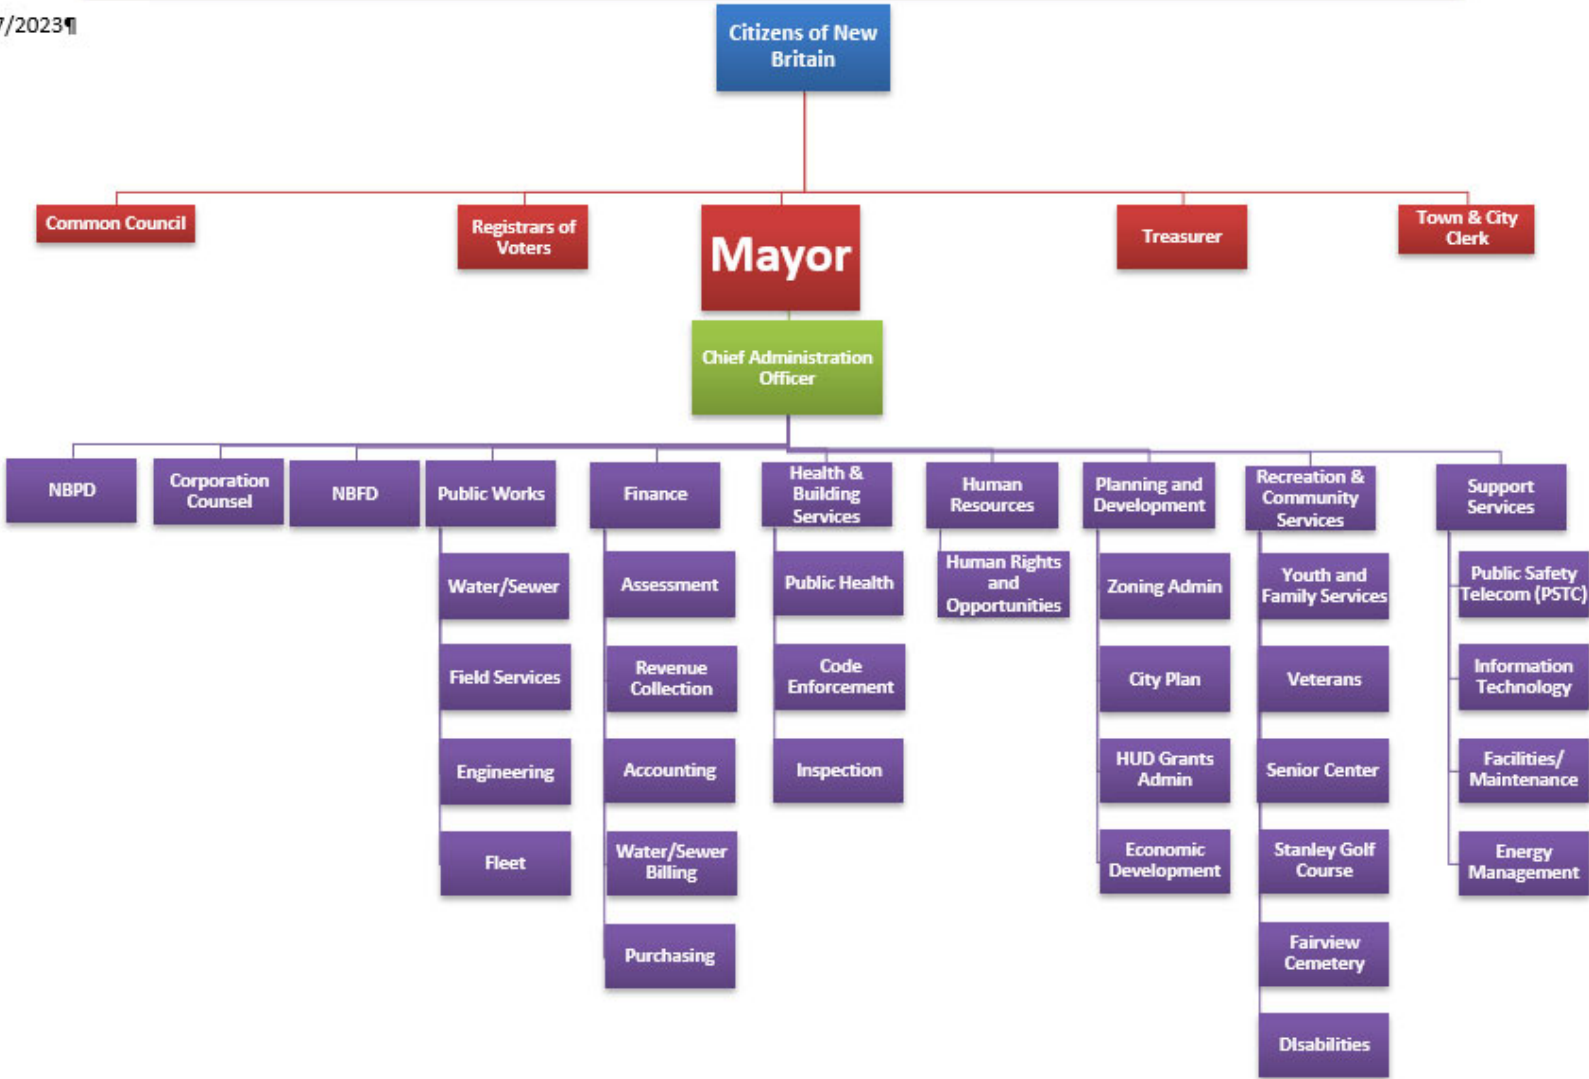 7/2023¶
Citizens of New
Britain
Common Council
Registrars of
Voters
Mayor
Treasurer
Town & City
Clerk
Chief Administration
Officer
NBPD
Corporation
Counsel
NBFD
Public Works
Finance
Health &
Building
Services
Human
Resources
Planning and
Development
Recreation &
Community
Services
Support
Services
Water/Sewer
Field Services
Engineering
Fleet
Assessment
Revenue
Collection
Accounting
Water/Sewer
Billing
Purchasing
Public Health
Code
Enforcement
Inspection
Human Rights
and
Opportunities
Zoning Admin
City Plan
HUD Grants
Admin
Economic
Development
Youth and
Family Services
Veterans
Senior Center
Stanley Golf
Course
Fairview
Cemetery
DIsabilities
Public Safety
Telecom (PSTC)
Information
Technology
Facilities/
Maintenance
Energy
Management